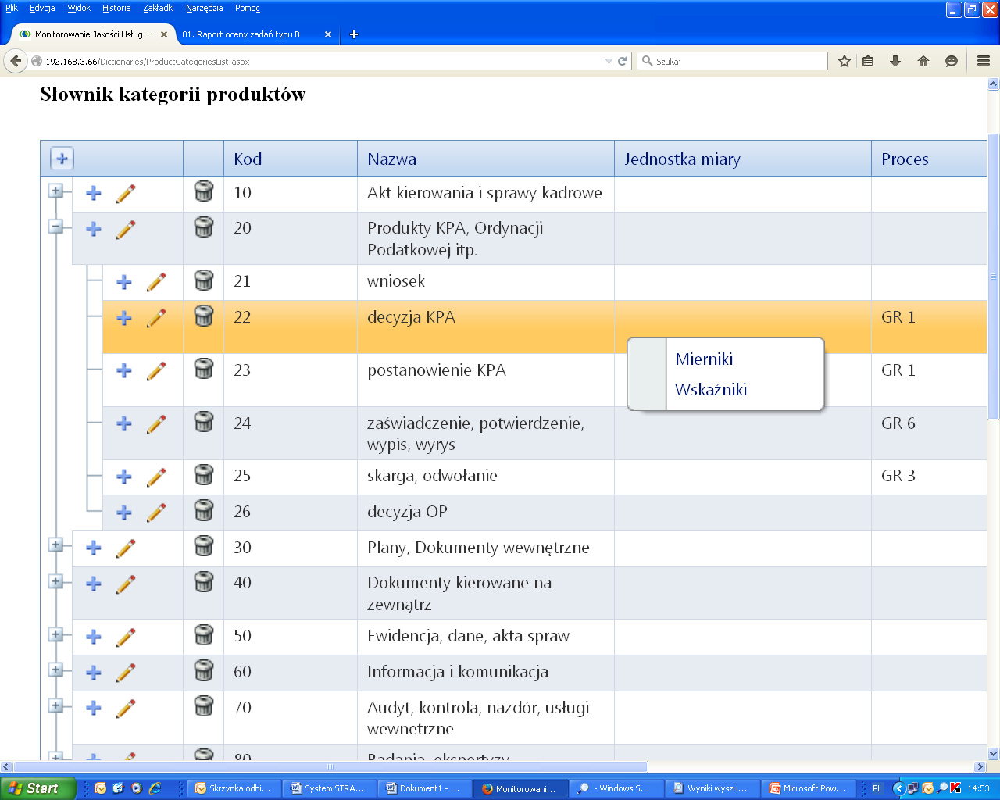 Plik Edycja Widok Historia Zakładki Narzędzia Pomoc
Monitorowanie Jakości Usług ... 01. Raport oceny zadań typu B
192.168.3.66/Dictionaries/ProductCategoriesList.aspx Szukaj
Słownik kategorii produktów
Kod Nazwa Jednostka miary Proces
10 Akt kierowania i sprawy kadrowe
20 Produkty KPA, Ordynacji
Podatkowej itp.
21 wniosek
22 decyzja KPA GR 1
Mierniki
23 postanowienie KPA GR 1
Wskaźniki
24 zaświadczenie, potwierdzenie, GR 6
wypis, wyrys
25 skarga, odwołanie GR 3
26 decyzja OP
30 Plany, Dokumenty wewnętrzne
40 Dokumenty kierowane na
zewnątrz
50 Ewidencja, dane, akta spraw
60 Informacja i komunikacja
70 Audyt, kontrola, nazdór, usługi
wewnetrzne
80 Badania, ekspertyzy
Start Skrzynka odbi... System STRA... Dokument1 - ... Monitorowani... - Windows S... Wyniki wyszu... Microsoft Pow... PL 14:53